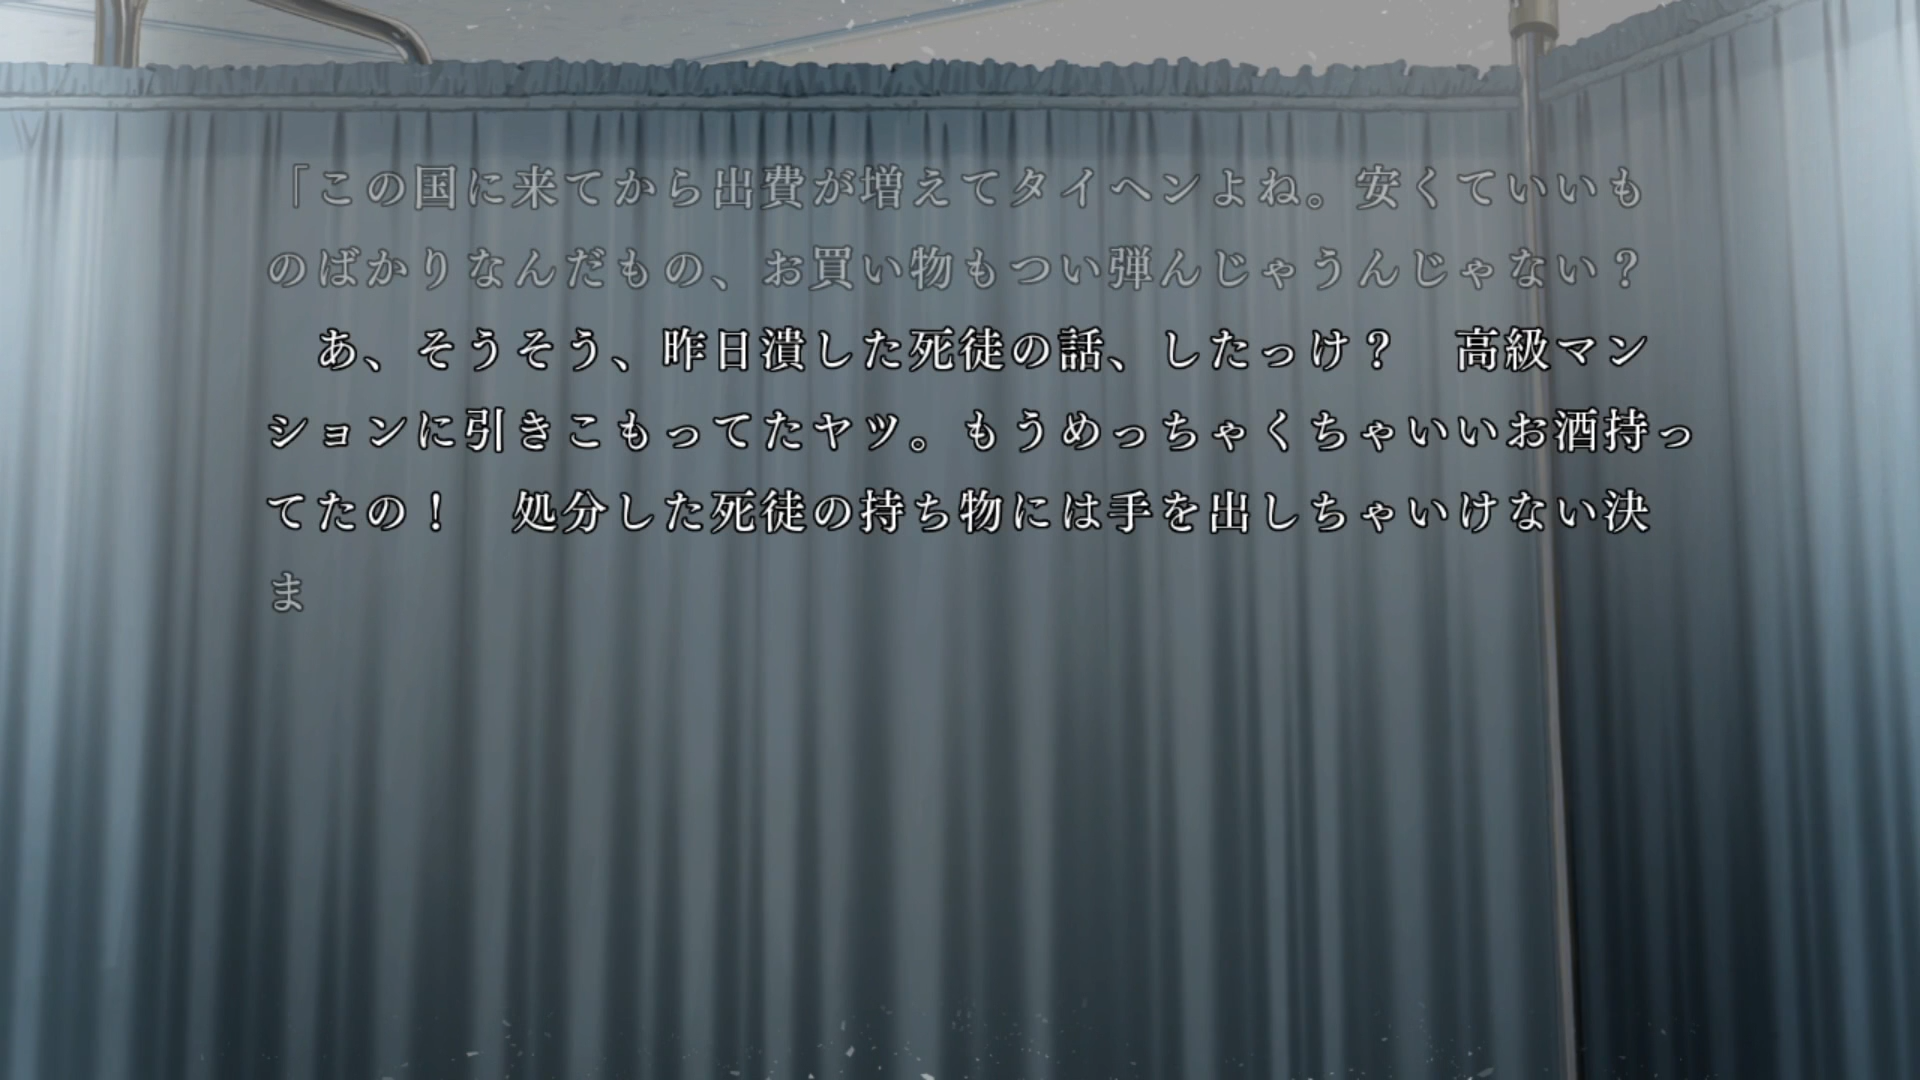 「この国に来てから出費が増えてタイヘンよね。安くていいも
のばかりなんだもの、お買い物もつい弾んじゃうんじゃない？
　あ、そうそう、昨日潰した死徒の話、したっけ？　高級マン
ションに引きこもってたヤツ。もうめっちゃくちゃいいお酒持っ
てたの！　処分した死徒の持ち物には手を出しちゃいけない決
ま